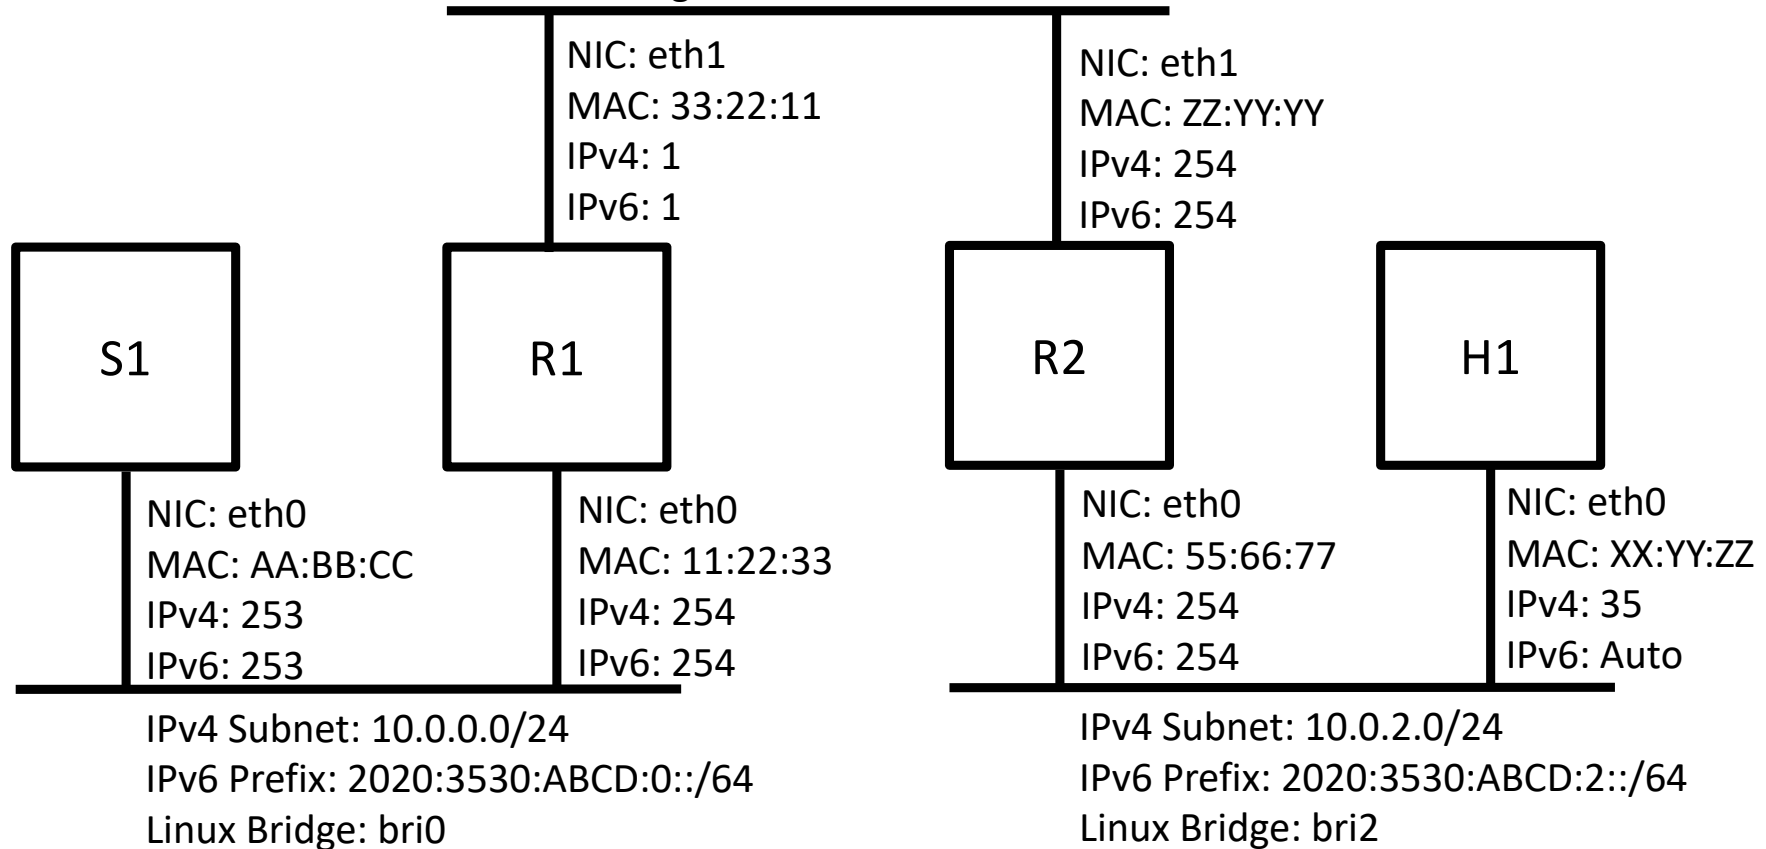 NIC: eth1
MAC: 33:22:11
IPv4: 1
IPv6: 1
NIC: eth1
MAC: ZZ:YY:YY
IPv4: 254
IPv6: 254
S1
R1
R2
H1
NIC: eth0
MAC: AA:BB:CC
IPv4: 253
IPv6: 253
NIC: eth0
MAC: 11:22:33
IPv4: 254
IPv6: 254
NIC: eth0
MAC: 55:66:77
IPv4: 254
IPv6: 254
NIC: eth0
MAC: XX:YY:ZZ
IPv4: 35
IPv6: Auto
IPv4 Subnet: 10.0.0.0/24
IPv6 Prefix: 2020:3530:ABCD:0::/64
Linux Bridge: bri0
IPv4 Subnet: 10.0.2.0/24
IPv6 Prefix: 2020:3530:ABCD:2::/64
Linux Bridge: bri2